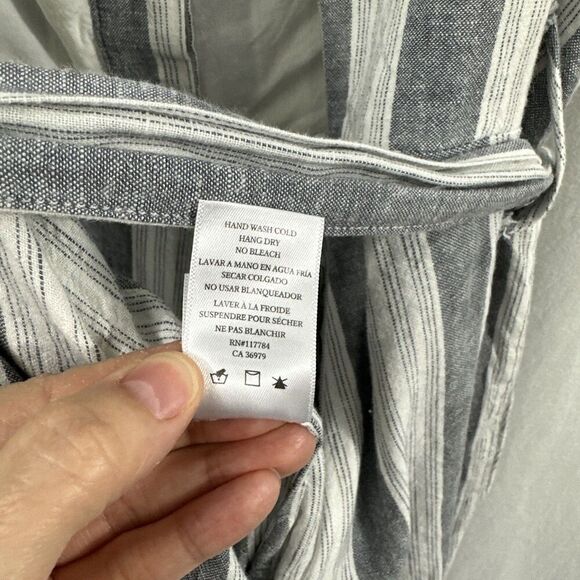 HAND WASH COLD
HANG DRY
NO BLEACH
LAVAR A MANO EN AGUA FRÍA
SECAR COLGADO
NO USAR BLANQUEADOR
LAVER À LA FROIDE
SUSPENDRE POUR SÉCHER
NE PAS BLANCHIR
RN#117784
CA 36979